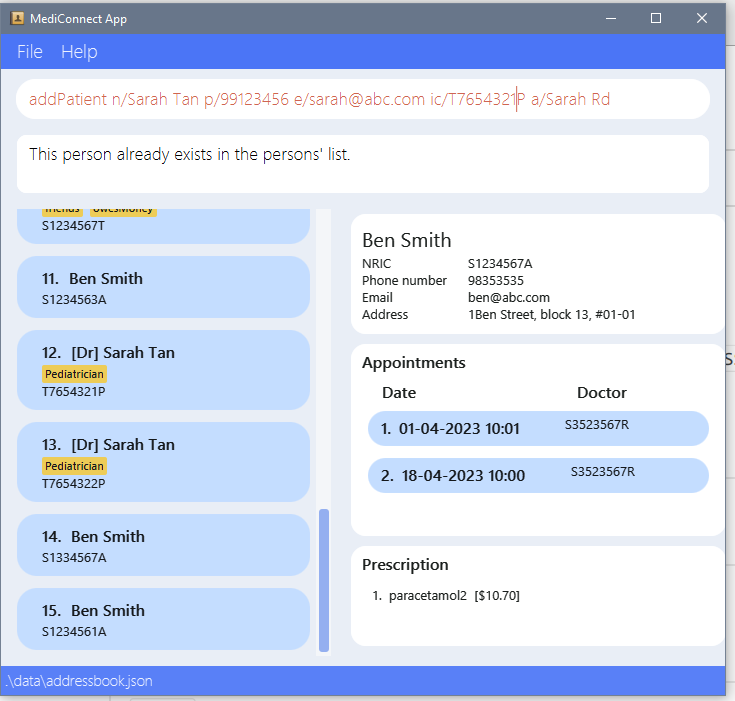 MediConnect App
File Help
addPatient n/Sarah Tan p/99123456 e/sarah@abc.com ic/T7654321P a/Sarah Rd
This person already exists in the persons' list.
friends owesMoney
S1234567T
11. Ben Smith
S1234563A
12. [Dr] Sarah Tan
Pediatrician
T7654321P
13. [Dr] Sarah Tan
Pediatrician
T7654322P
14. Ben Smith
S1334567A
15. Ben Smith
S1234561A
Ben Smith
NRIC S1234567A
Phone number 98353535
Email ben@abc.com
Address 1Ben Street, block 13, #01-01
Appointments
Date Doctor
1. 01-04-2023 10:01 S3523567R
2. 18-04-2023 10:00 S3523567R
Prescription
1. paracetamol2 [$10.70]
.\data\addressbook.json